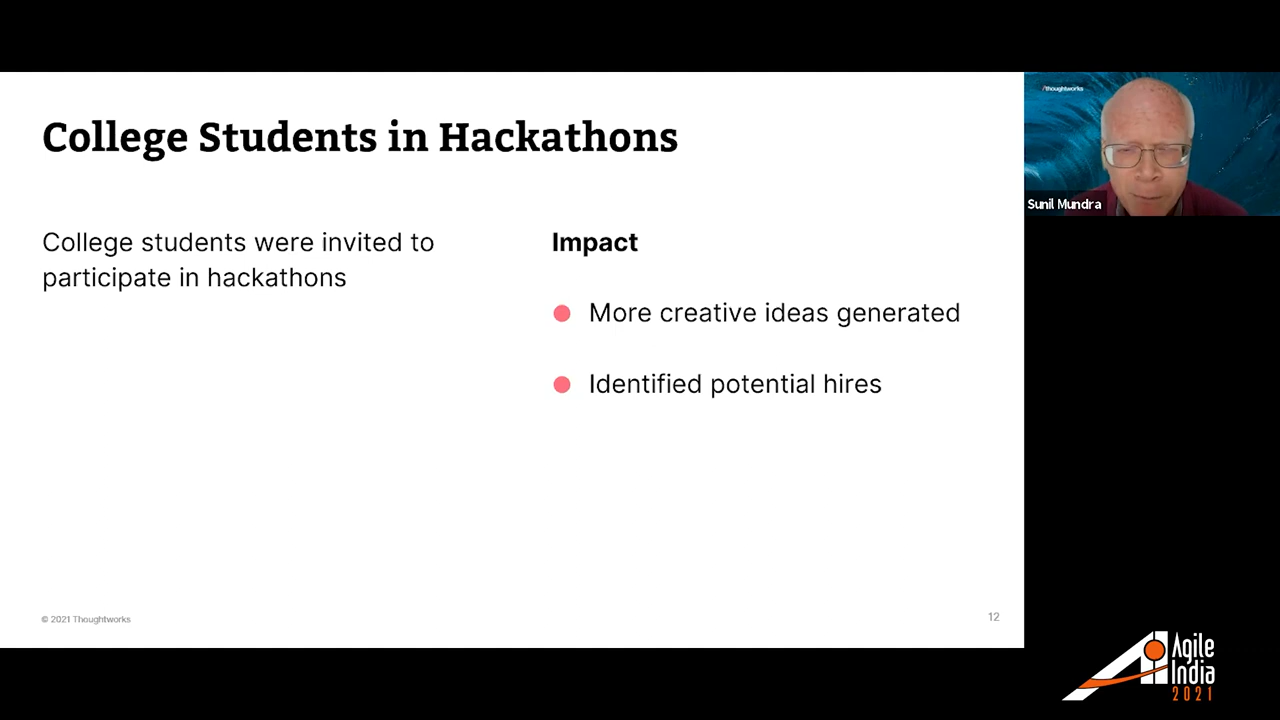 College Students in Hackathons
College students were invited to
participate in hackathons
Impact
More creative ideas generated
Identified potential hires
© 2021 Thoughtworks
12
/thoughtworks
Sunil Mundra
Agile
India
2021